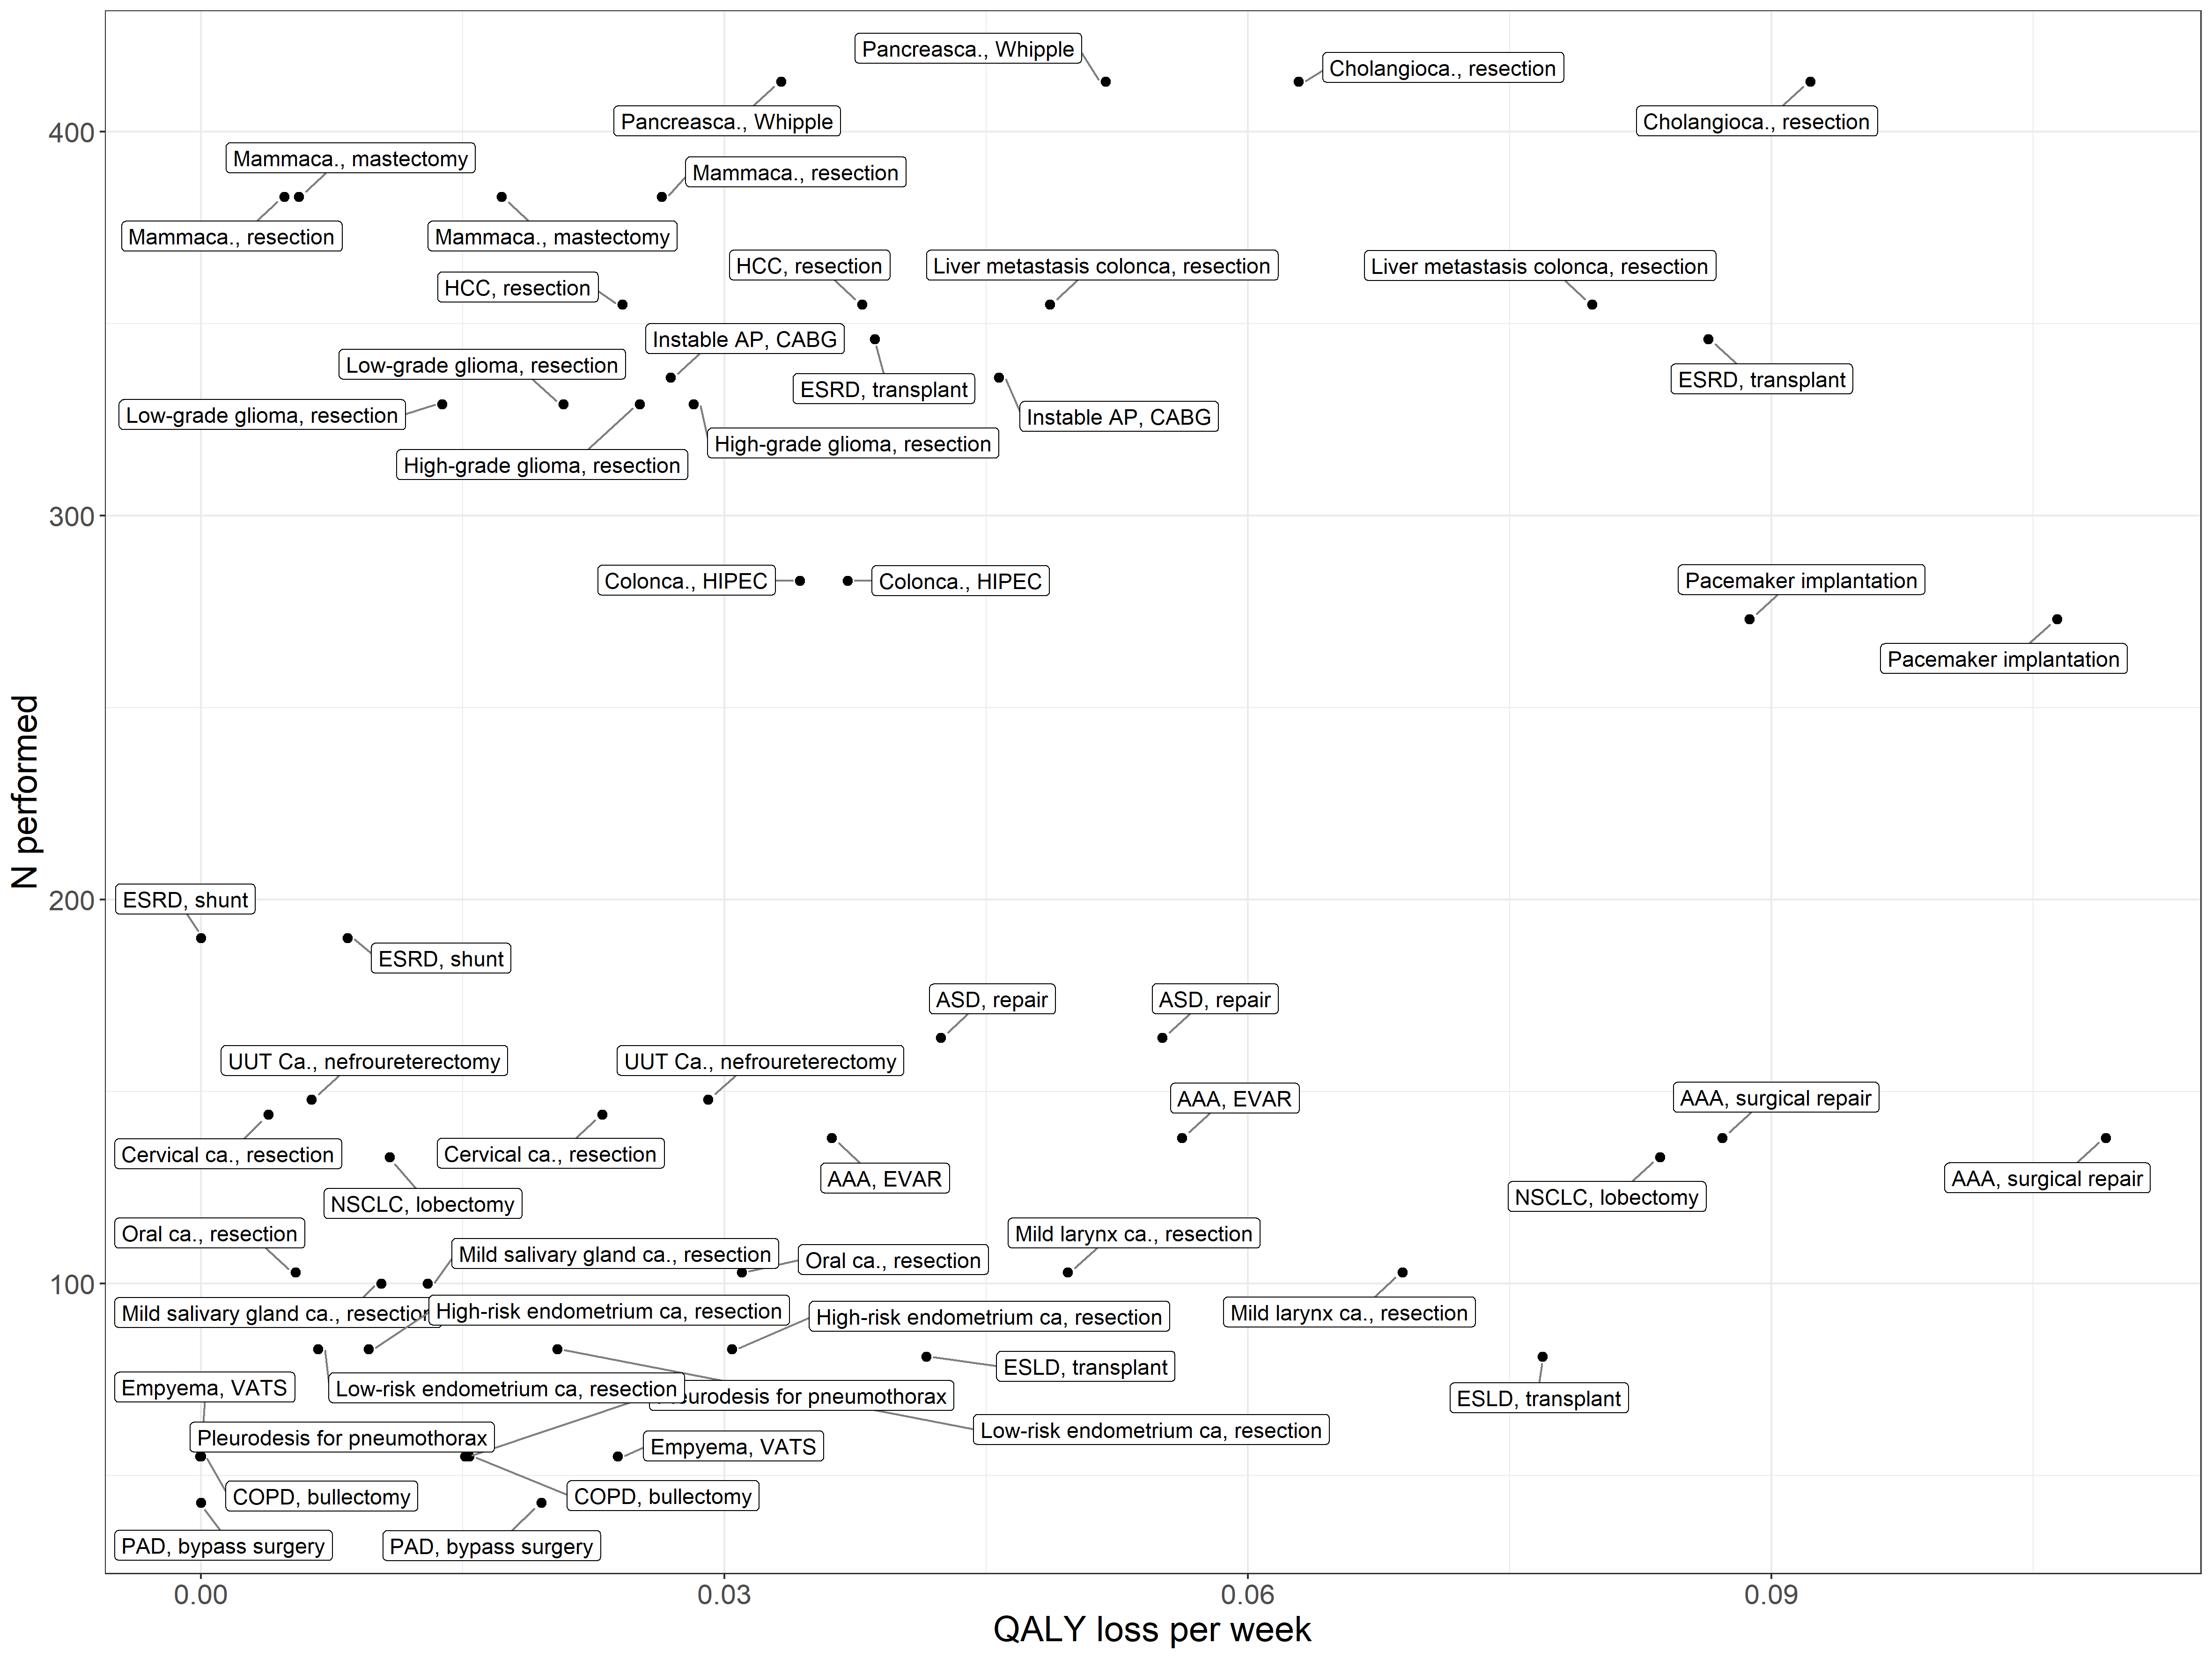 Pancreasca., Whipple
Cholangioca., resection
Pancreasca., Whipple
Cholangioca., resection
400
Mammaca., mastectomy
Mammaca., resection
Mammaca., resection
Mammaca., mastectomy
HCC, resection
Liver metastasis colonca, resection
Liver metastasis colonca, resection
HCC, resection
Instable AP, CABG
Low-grade glioma, resection
ESRD, transplant
ESRD, transplant
Low-grade glioma, resection
Instable AP, CABG
High-grade glioma, resection
High-grade glioma, resection
300
Colonca., HIPEC
Colonca., HIPEC
Pacemaker implantation
Pacemaker implantation
N performed
200
ESRD, shunt
ESRD, shunt
ASD, repair
ASD, repair
UUT Ca., nefroureterectomy
UUT Ca., nefroureterectomy
AAA, EVAR
AAA, surgical repair
Cervical ca., resection
Cervical ca., resection
AAA, EVAR
AAA, surgical repair
NSCLC, lobectomy
NSCLC, lobectomy
Oral ca., resection
Mild larynx ca., resection
Mild salivary gland ca., resection
Oral ca., resection
100
Mild salivary gland ca., resection
High-risk endometrium ca, resection
High-risk endometrium ca, resection
Mild larynx ca., resection
ESLD, transplant
Empyema, VATS
Low-risk endometrium ca, resection
Pleurodesis for pneumothorax
ESLD, transplant
Low-risk endometrium ca, resection
Pleurodesis for pneumothorax
Empyema, VATS
COPD, bullectomy
COPD, bullectomy
PAD, bypass surgery
PAD, bypass surgery
0.00
0.03
0.06
0.09
QALY loss per week